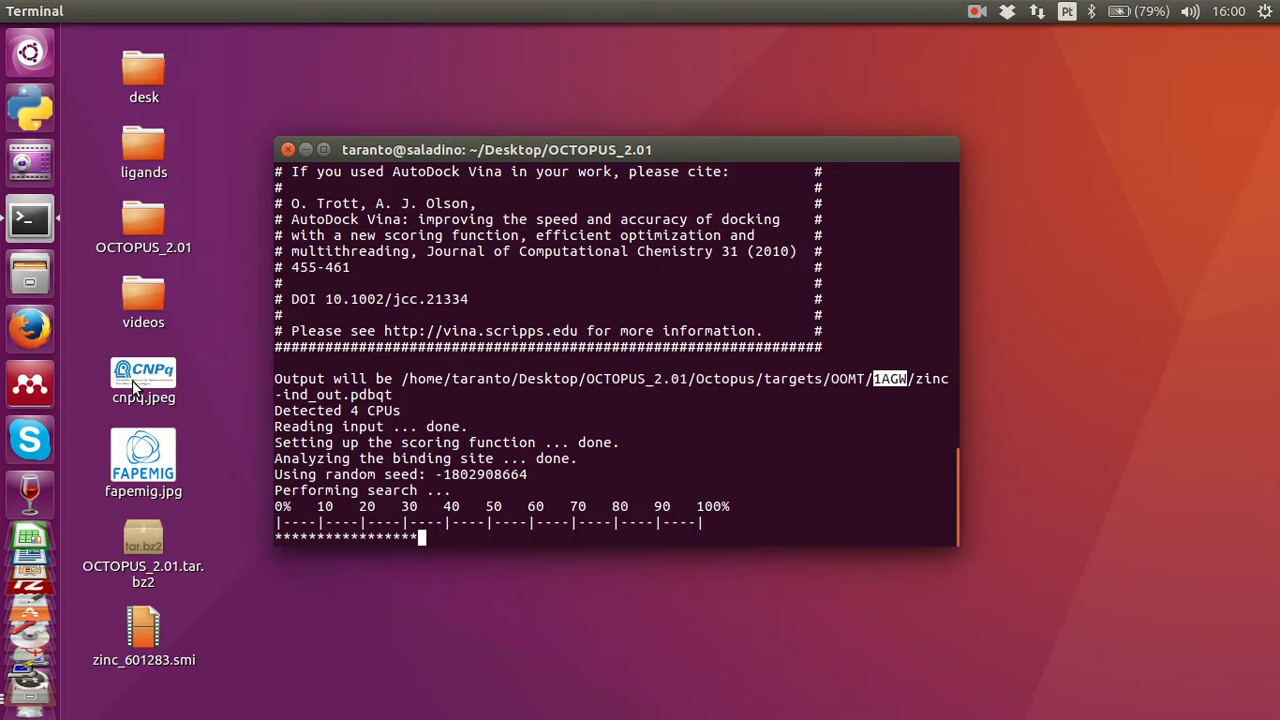 Terminal
Pt
(79%)
16:00
desk
ligands
OCTOPUS_2.01
videos
CNPq
cnpq.jpeg
FAPEMIG
fapemig.jpg
tar.bz2
OCTOPUS_2.01.tar.
bz2
zinc_601283.smi
taranto@saladino: ~/Desktop/OCTOPUS_2.01
# If you used AutoDock Vina in your work, please cite: #
# #
# O. Trott, A. J. Olson, #
# AutoDock Vina: improving the speed and accuracy of docking #
# with a new scoring function, efficient optimization and #
# multithreading, Journal of Computational Chemistry 31 (2010) #
# 455-461 #
# #
# DOI 10.1002/jcc.21334 #
# #
# Please see http://vina.scripps.edu for more information. #
#################################################################
Output will be /home/taranto/Desktop/OCTOPUS_2.01/Octopus/targets/OOMT/1AGW/zinc
-ind_out.pdbqt
Detected 4 CPUs
Reading input ... done.
Setting up the scoring function ... done.
Analyzing the binding site ... done.
Using random seed: -1802908664
Performing search ...
0% 10 20 30 40 50 60 70 80 90 100%
|----|----|----|----|----|----|----|----|----|----|
*****************